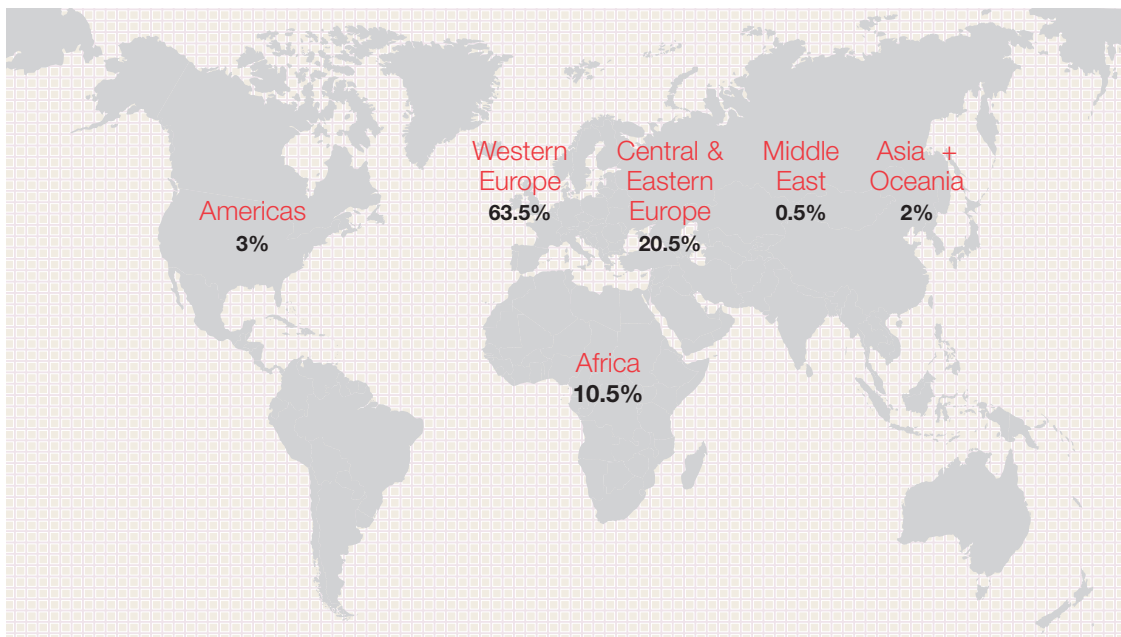 Americas
3%
Western
Europe
63.5%
Central &
Eastern
Europe
20.5%
Middle
East
0.5%
Asia +
Oceania
2%
Africa
10.5%